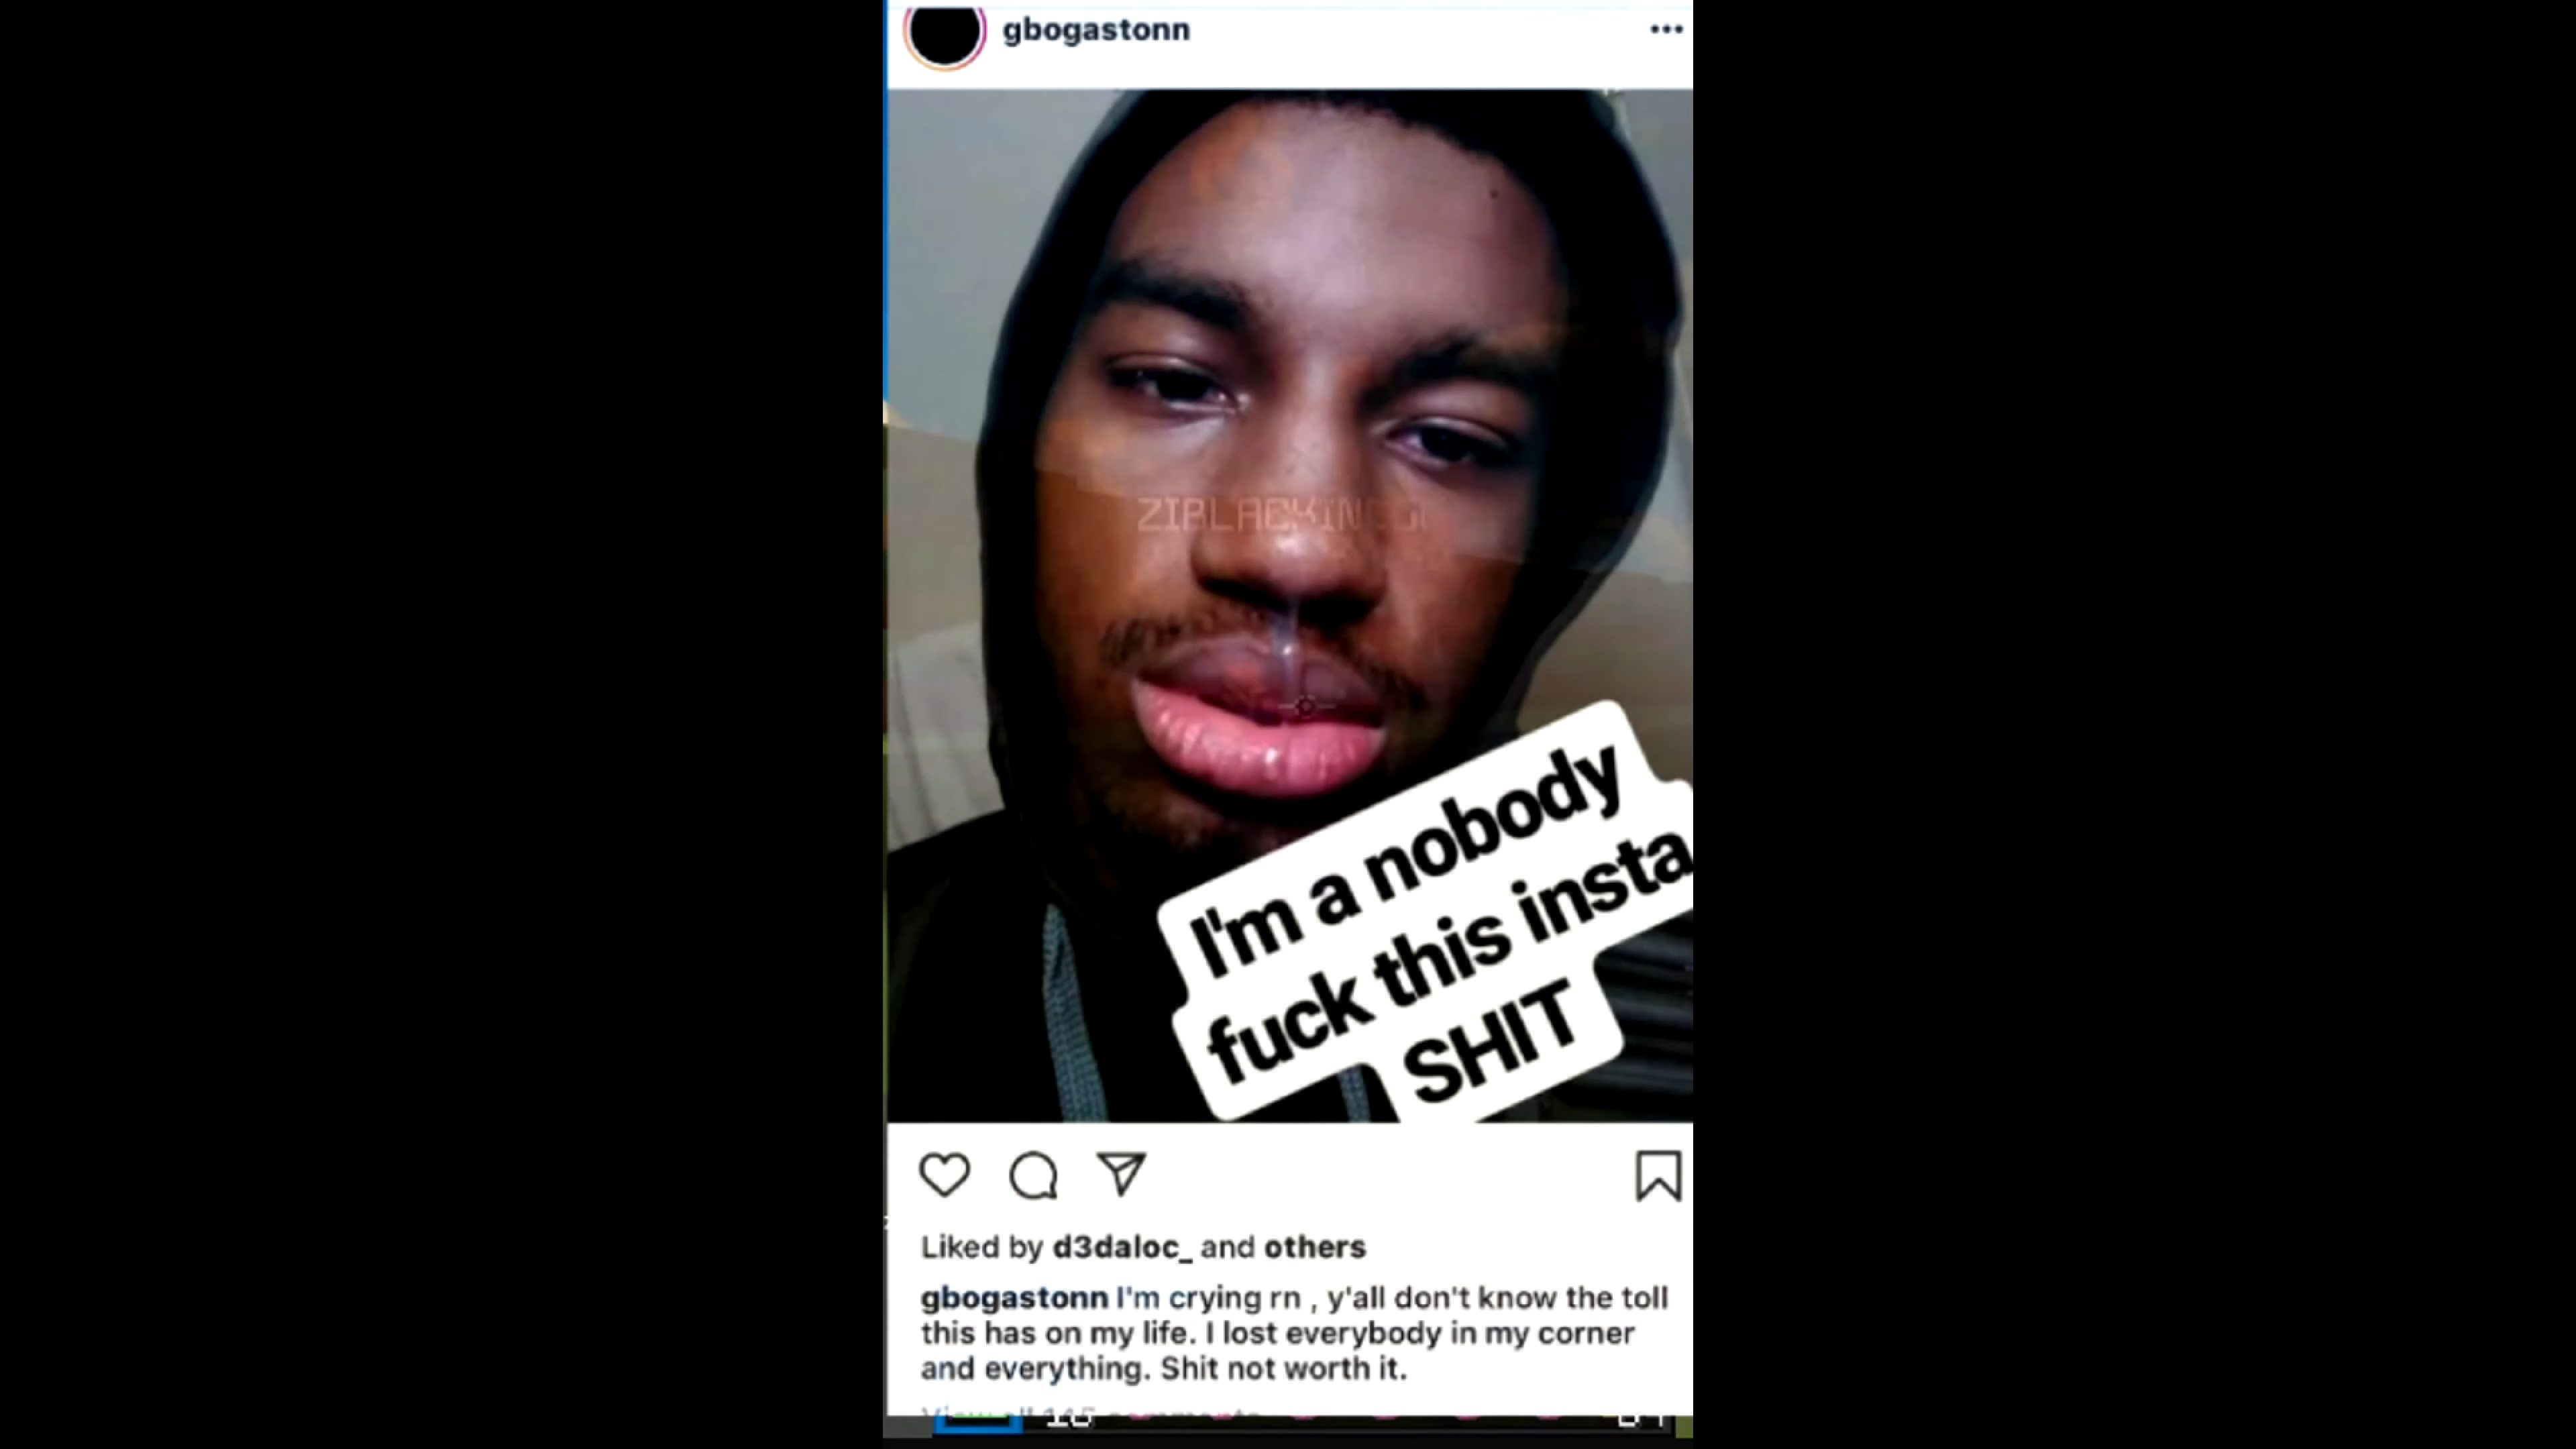 gbogastonn
I'm a nobody
fuck this insta
SHIT
Liked by d3daloc_ and others
gbogastonn I'm crying rn , y'all don't know the toll
this has on my life. I lost everybody in my corner
and everything. Shit not worth it.